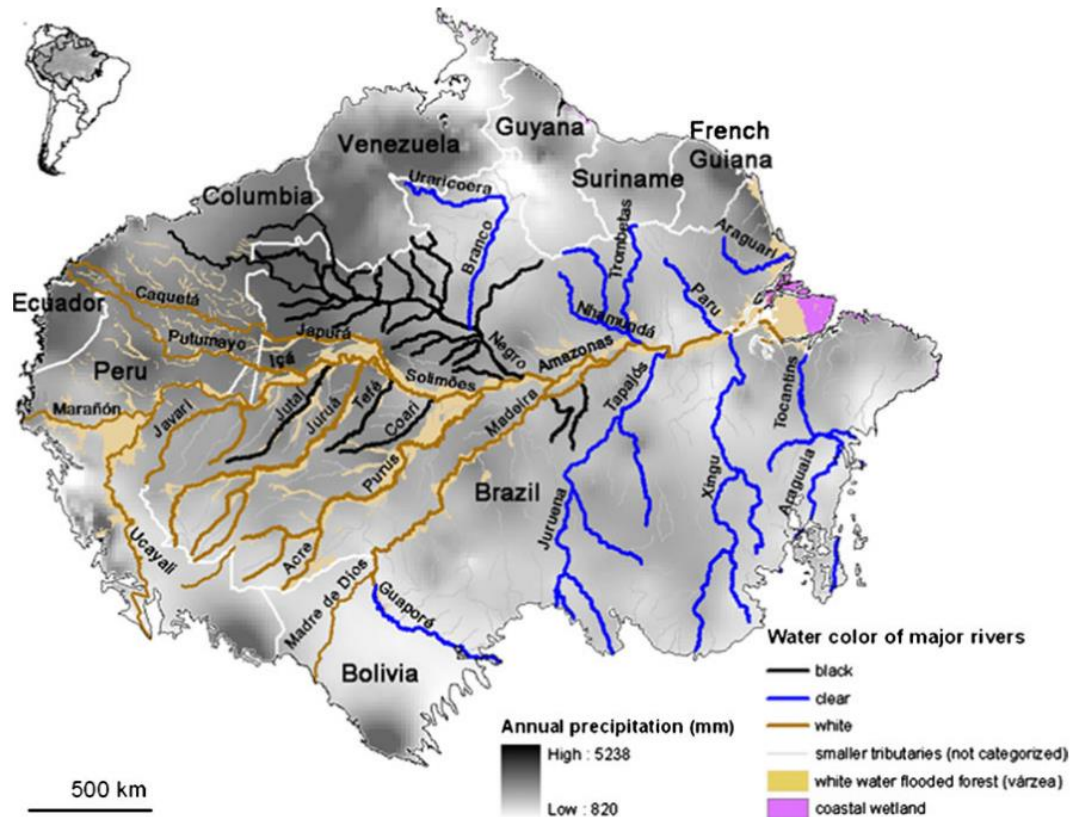 Guyana
French
Guiana
Venezuela
Suriname
Uraricoera
Columbia
Branco
Trombetas
Araguari
Ecuador
Caquetá
Paru
Putumayo
Japurá
Nhamundá
Negro
Içá
Amazonas
Peru
Solimões
Tefé
Tapajós
Tocantins
Marañón
Javari
Jutaí
Juruá
Coari
Madeira
Purus
Brazil
Xingu
Araguaia
Juruena
Ucayali
Acre
Madre de Dios
Guaporé
Bolivia
Water color of major rivers
black
clear
white
smaller tributaries (not categorized)
white water flooded forest (várzea)
coastal wetland
Annual precipitation (mm)
High : 5238
Low : 820
500 km